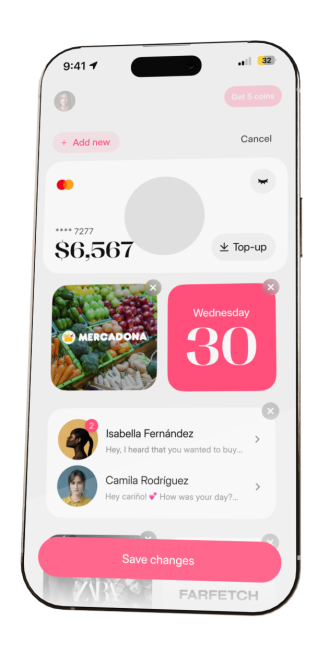 9:41
32
Get 5 coins
+ Add new
Cancel
**** 7277
$6,567
Top-up
MERCADONA
Wednesday
30
2
Isabella Fernández
Hey, I heard that you wanted to buy...
Camila Rodríguez
Hey cariño! 💕 How was your day?...
Save changes
ZARA
FARFETCH